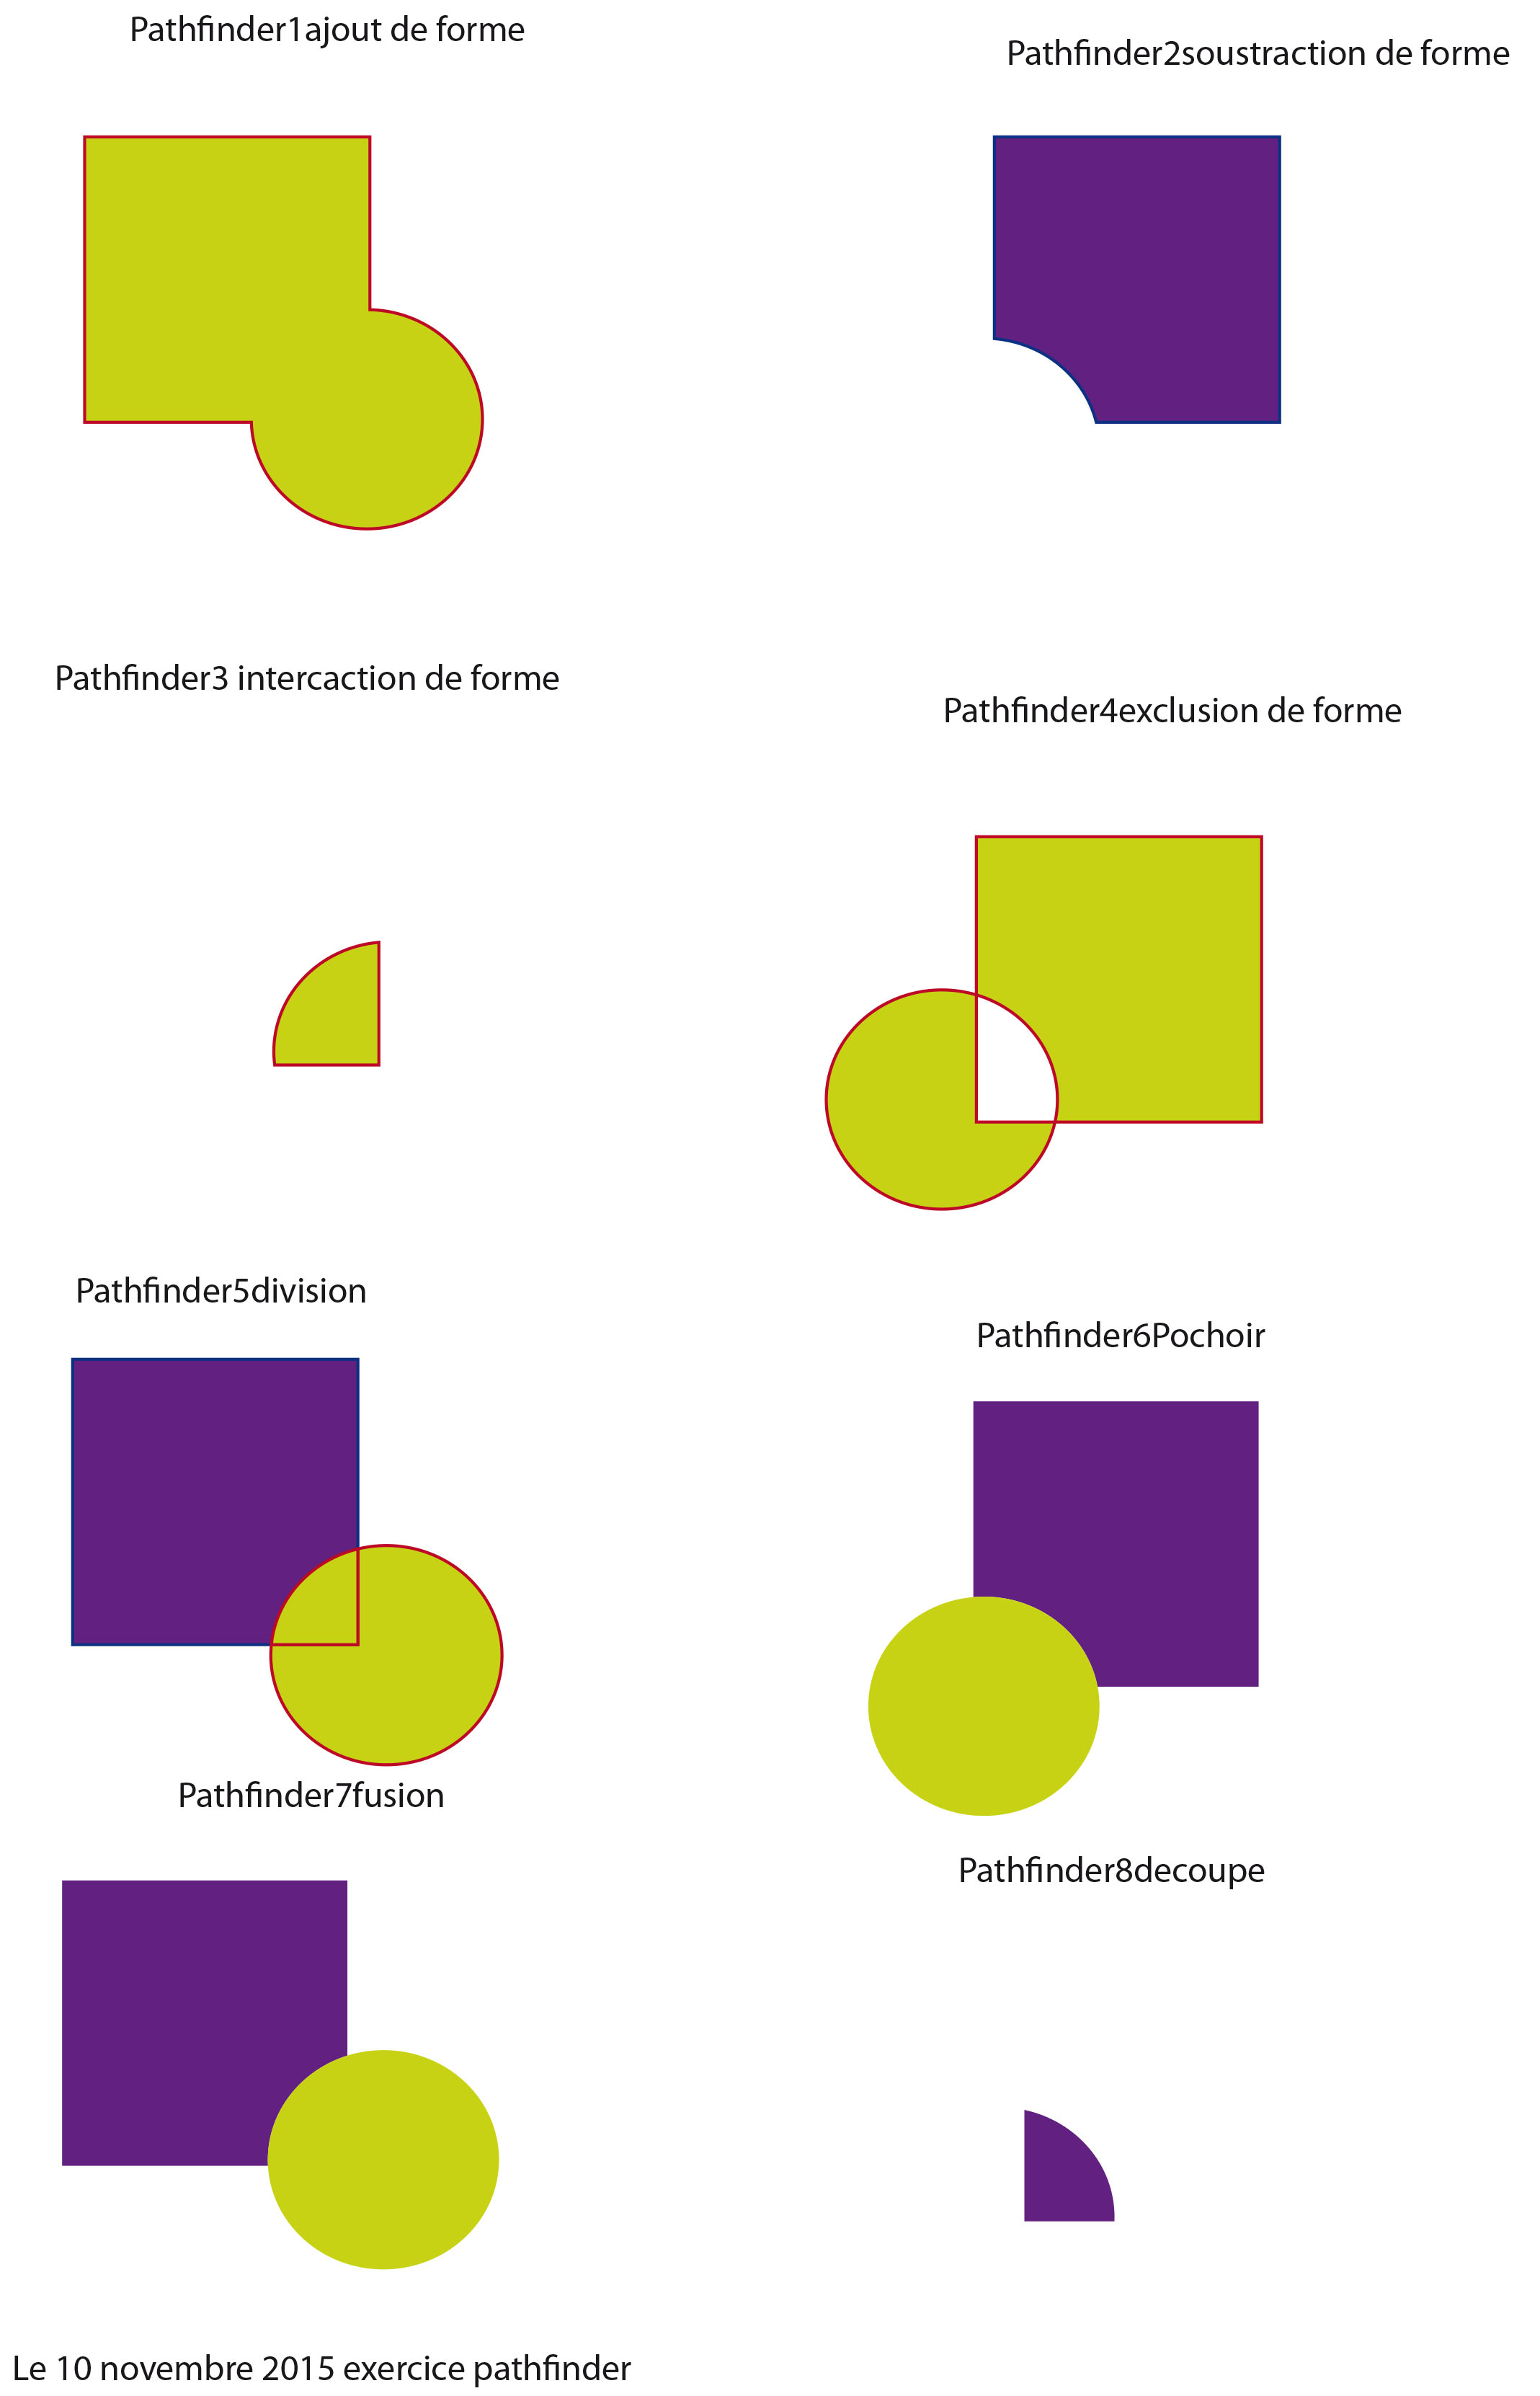 Pathfinder1ajout de forme
Pathfinder2soustraction de forme
Pathfinder3 intercaction de forme
Pathfinder4exclusion de forme
Pathfinder5division
Pathfinder6Pochoir
Pathfinder7fusion
Pathfinder8decoupe
Le 10 novembre 2015 exercice pathfinder